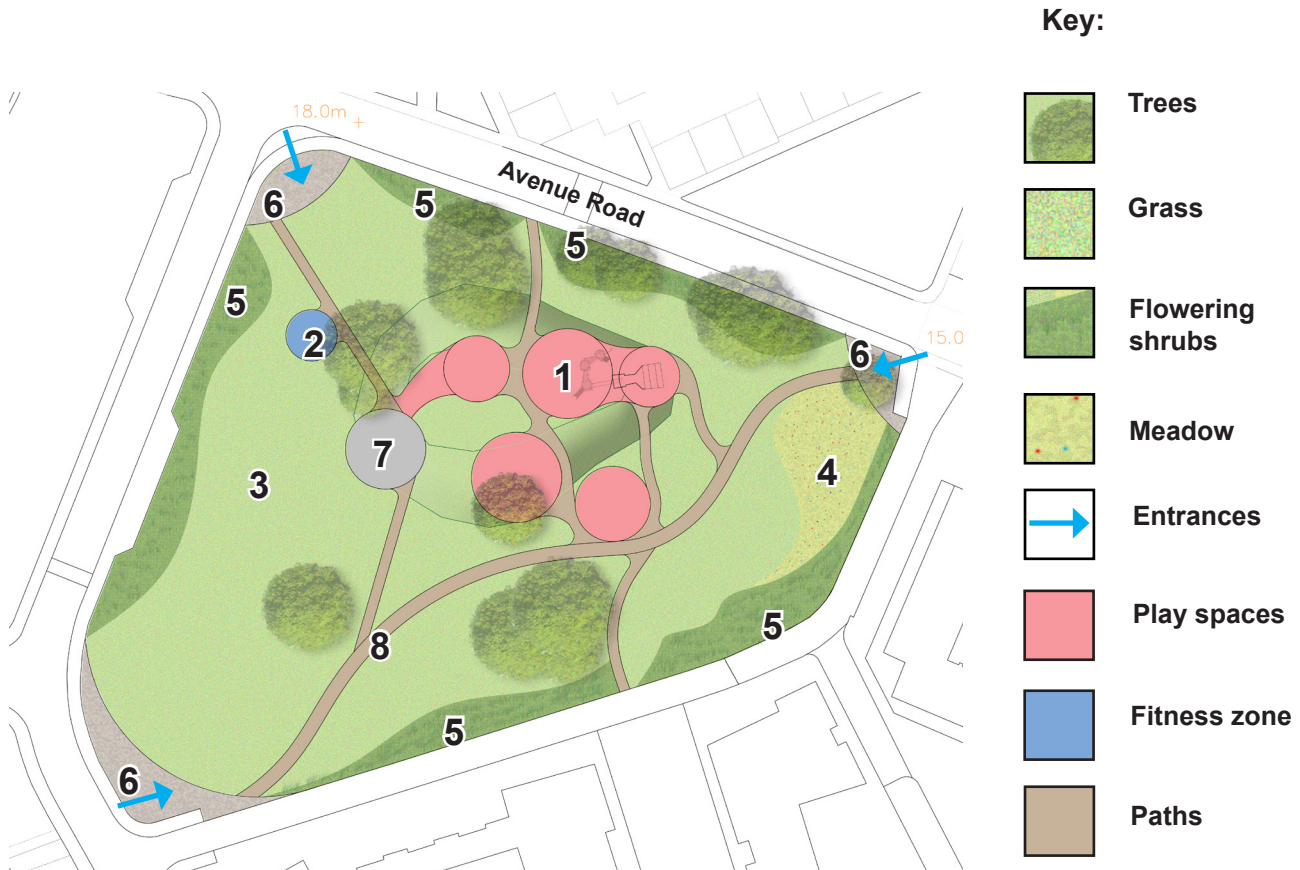 Key:
Trees
Grass
Flowering
shrubs
Meadow
Entrances
Play spaces
Fitness zone
Paths
18.0m
Avenue Road
6
5
5
5
2
1
6
15.0
7
3
4
8
5
5
6